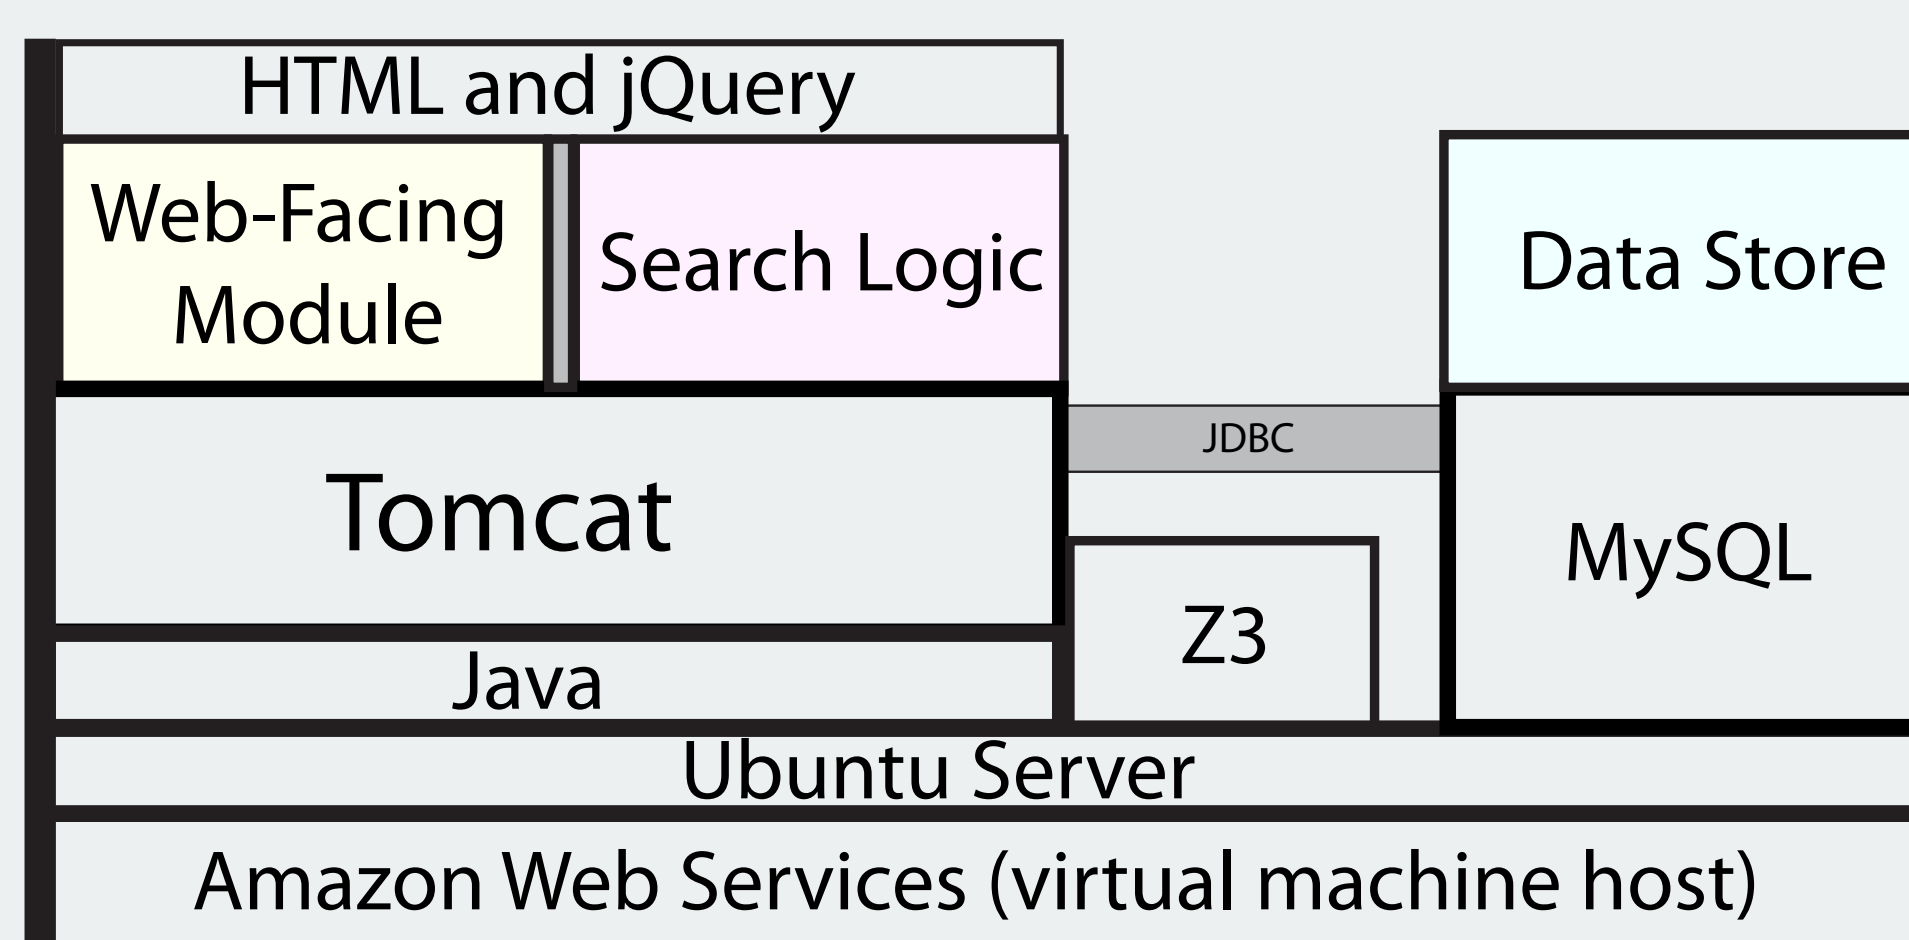 HTML and jQuery
Web-Facing
Module
Search Logic
Data Store
JDBC
Tomcat
MySQL
Z3
Java
Ubuntu Server
Amazon Web Services (virtual machine host)